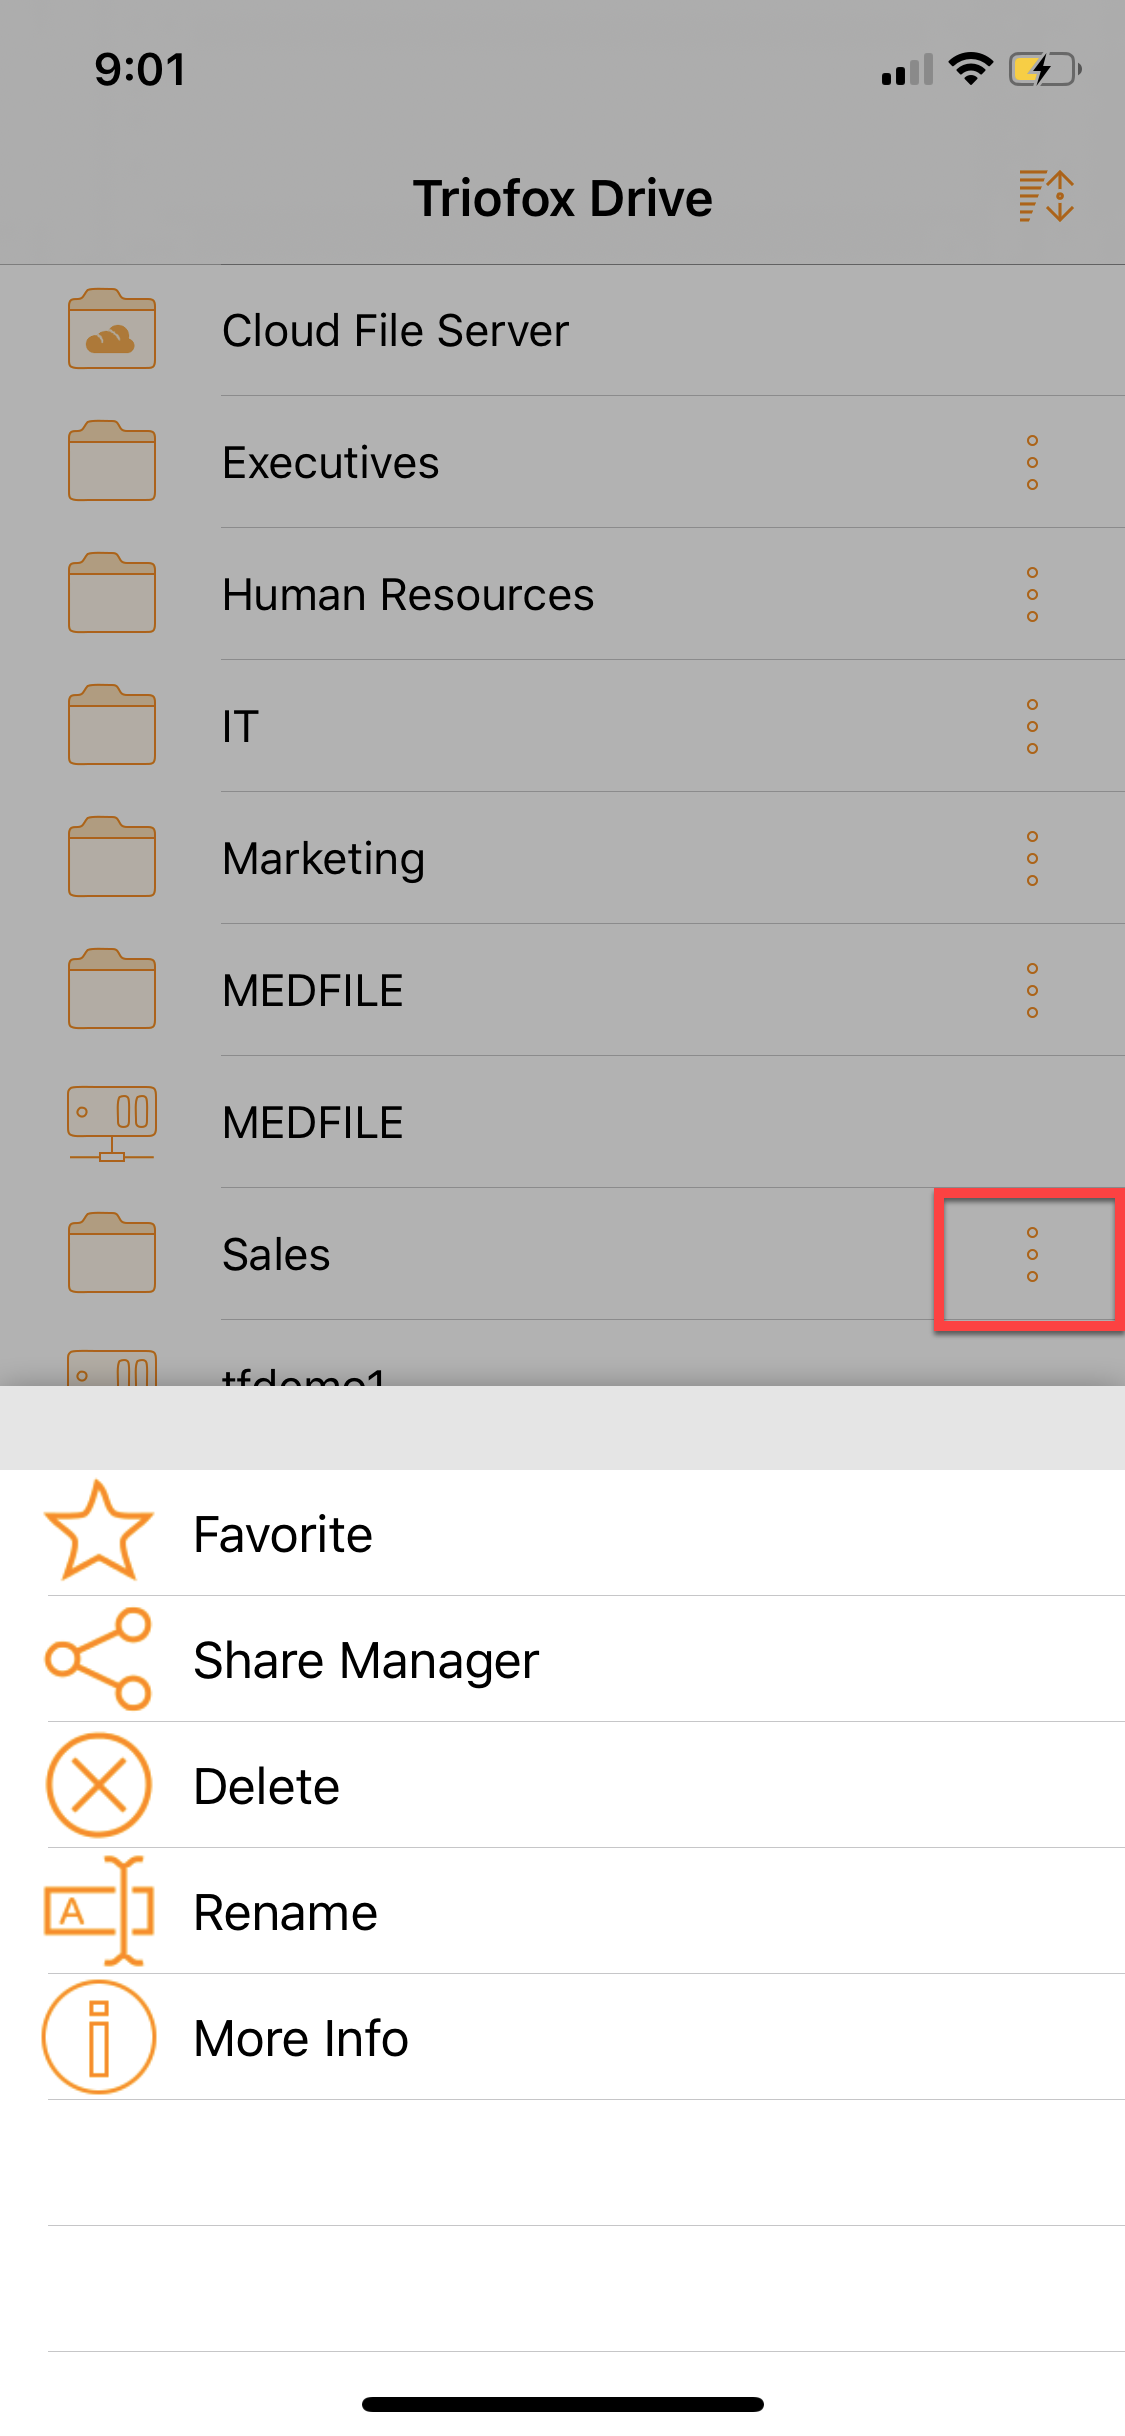 9:01
Triofox Drive
Cloud File Server
Executives
Human Resources
IT
Marketing
MEDFILE
MEDFILE
Sales
tfdemo1
Favorite
Share Manager
Delete
A Rename
More Info